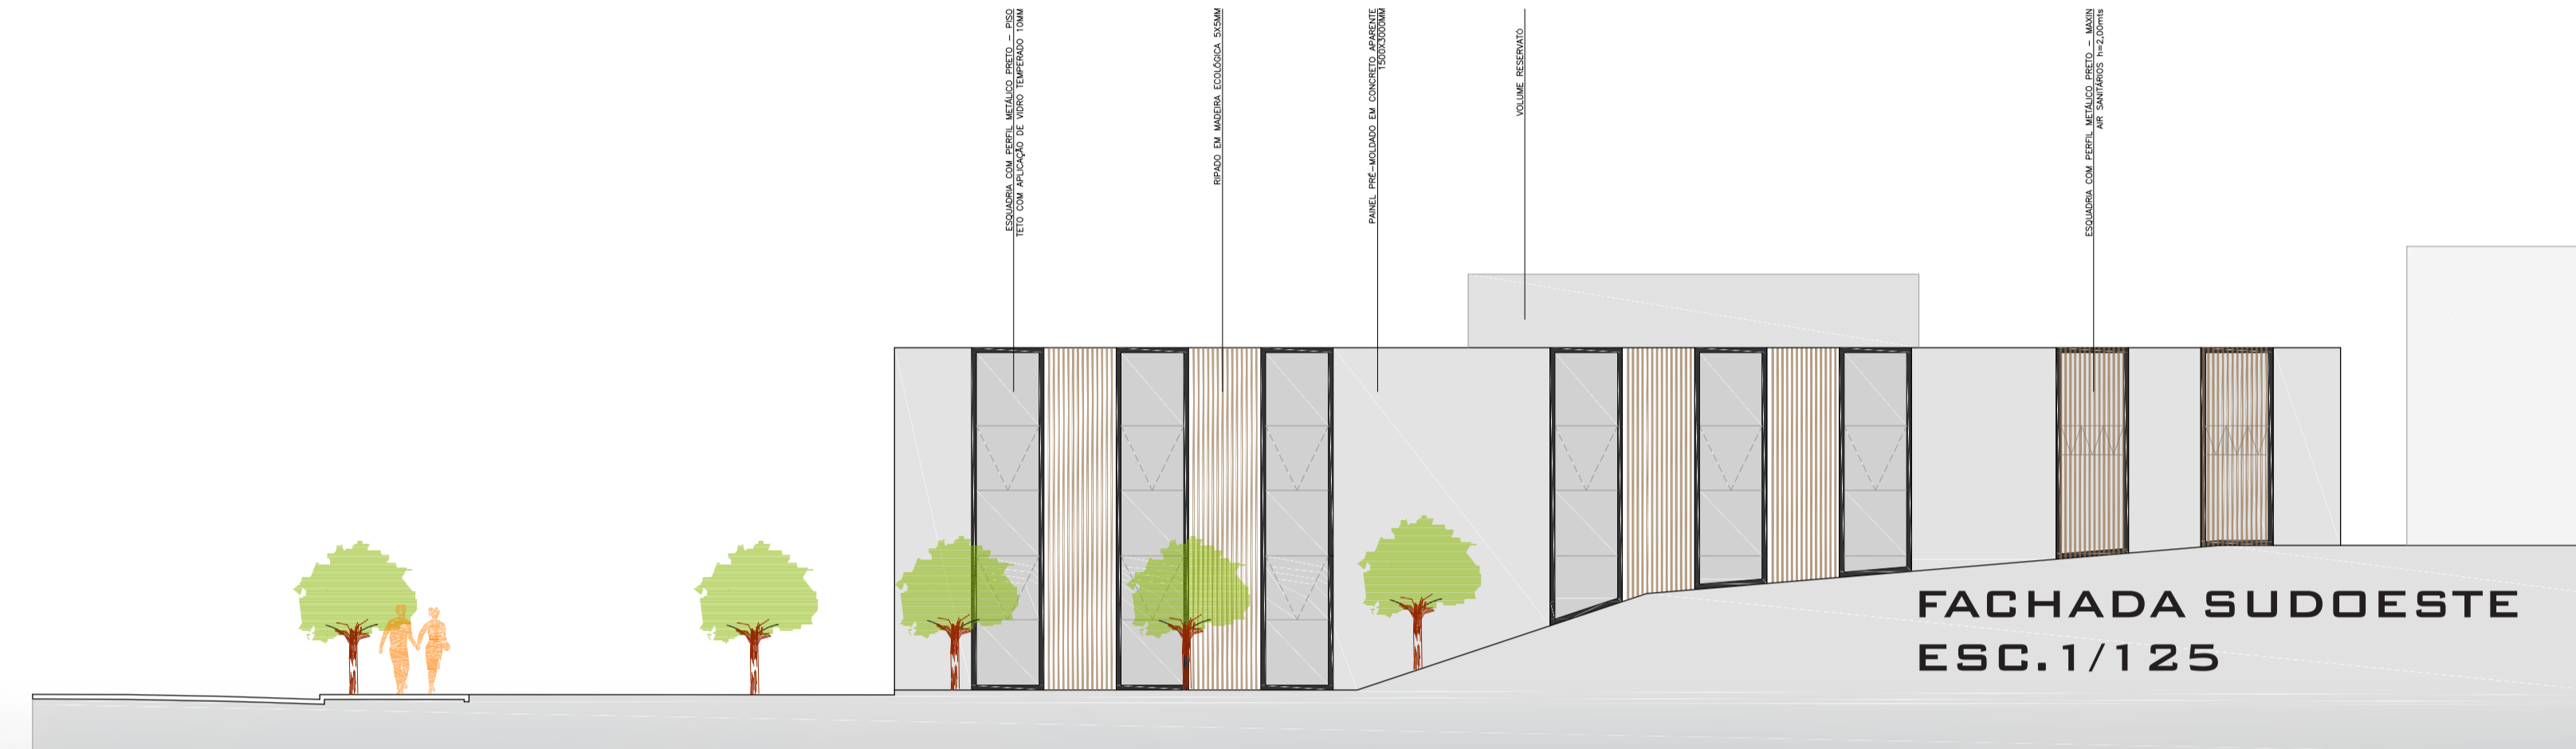 ESQUADRIA COM PERFIL METÁLICO PRETO - PISO
TETO COM APLICAÇÃO DE VIDRO TEMPERADO 10MM
RIPADO EM MADEIRA ECOLÓGICA 5X5MM
PAINEL PRÉ-MOLDADO EM CONCRETO APARENTE
1500X3000MM
VOLUME RESERVATÓ
ESQUADRIA COM PERFIL METÁLICO PRETO - MAXIN
AIR SANITÁRIOS h=2,00mts
FACHADA SUDOESTE
ESC.1/125